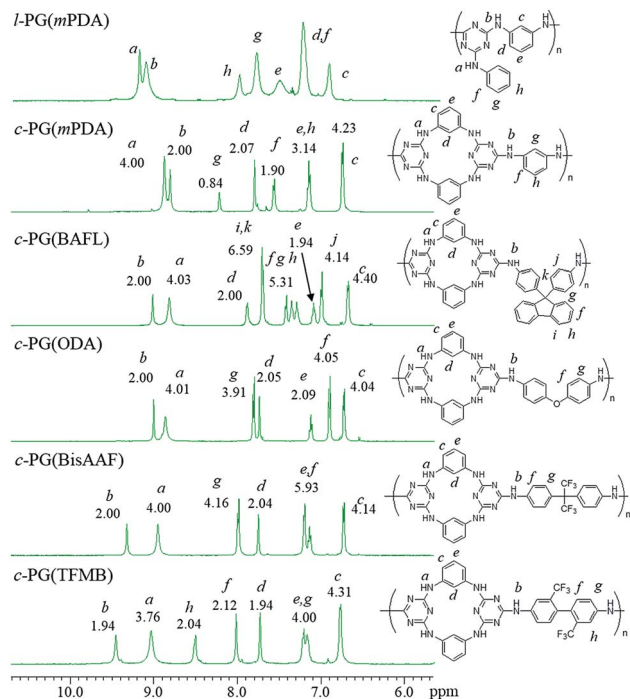 l-PG(mPDA)
a
b
h
g
e
d,f
c
b
NH
c
H
N
n
d
e
HN
a
f
g
h
c-PG(mPDA)
a
4.00
b
2.00
g
0.84
d
2.07
f
1.90
e,h
3.14
4.23
c
c-PG(BAFL)
b
2.00
a
4.03
d
2.00
i,k
6.59
f g h
5.31
e
1.94
j
4.14
c
4.40
c-PG(ODA)
b
2.00
a
4.01
g
3.91
d
2.05
e
2.09
f
4.05
c
4.04
c-PG(BisAAF)
b
2.00
a
4.00
g
4.16
d
2.04
e,f
5.93
c
4.14
CF3
CF3
c-PG(TFMB)
b
1.94
a
3.76
h
2.04
f
2.12
d
1.94
e,g
4.00
c
4.31
CF3
F3C
10.0 9.0 8.0 7.0 6.0 ppm